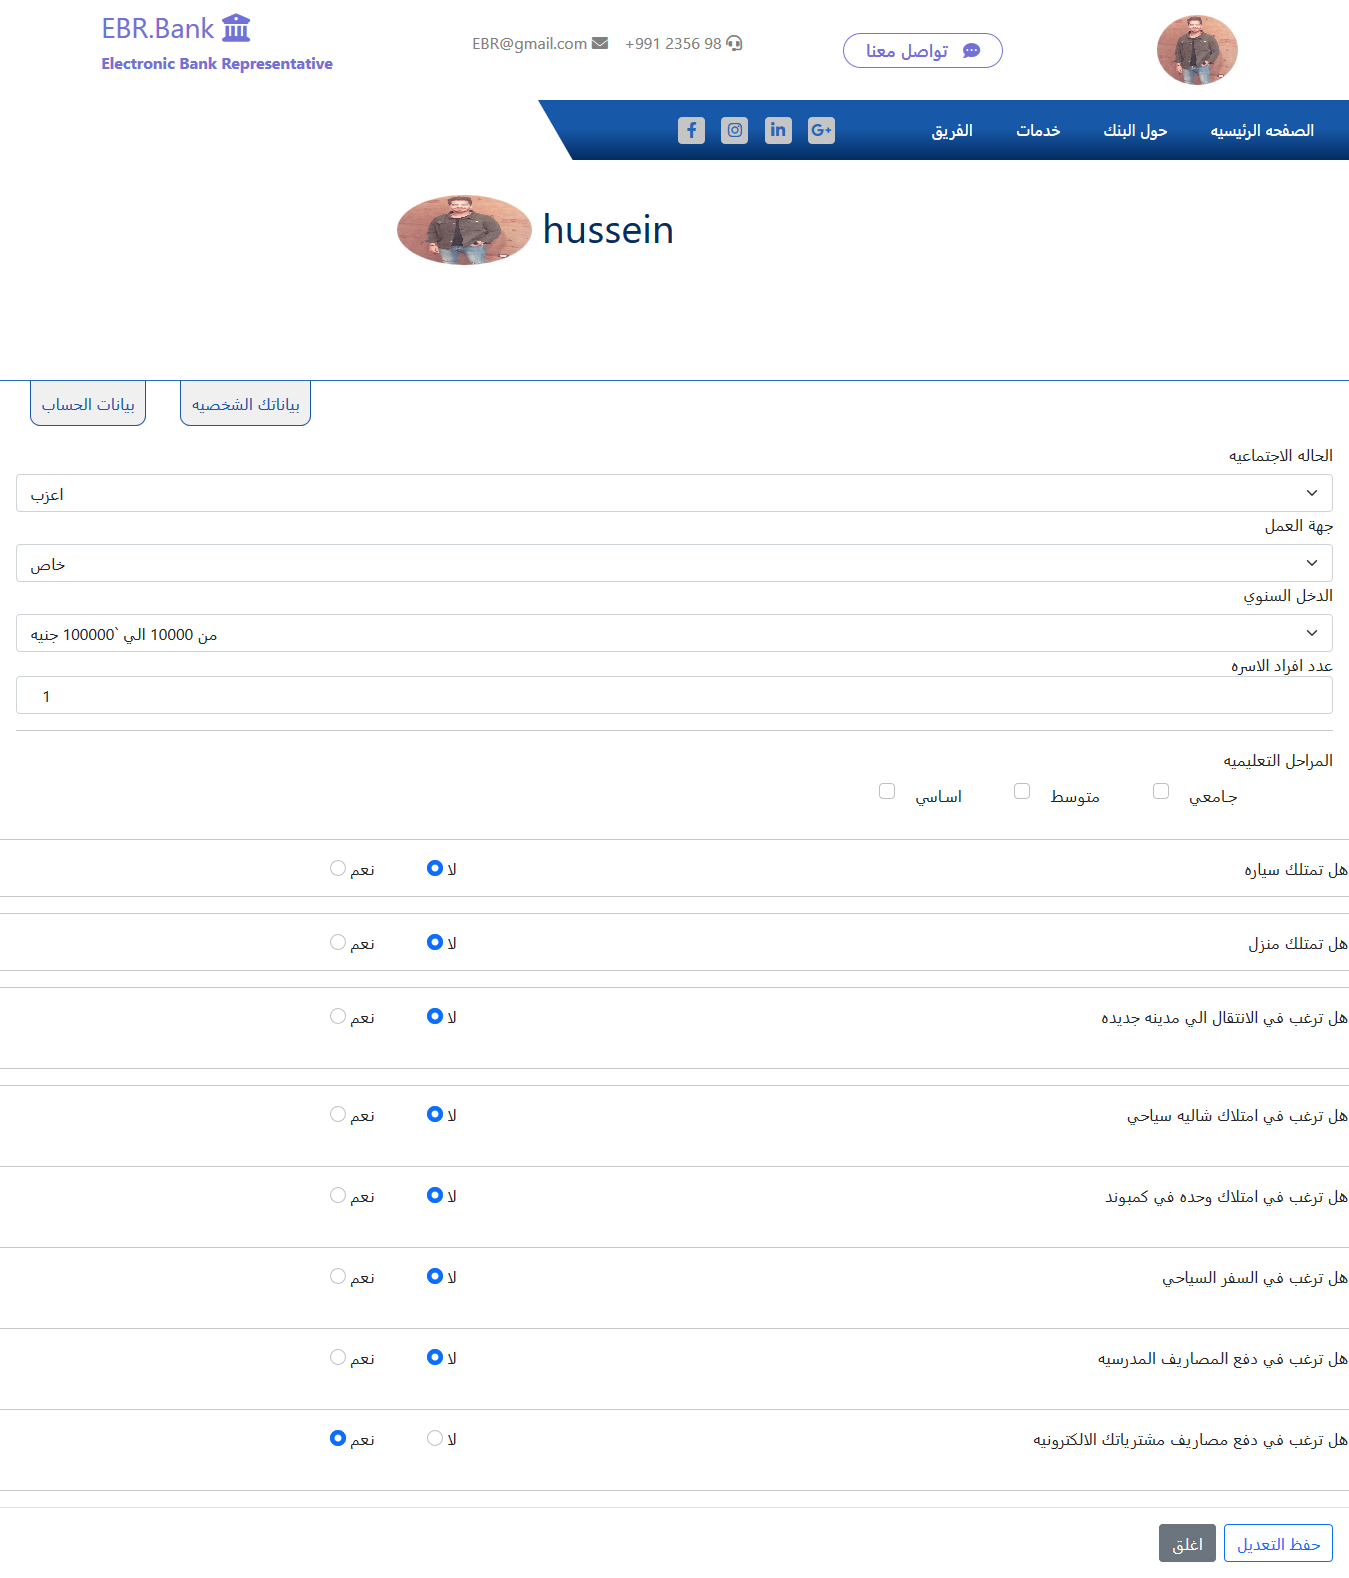 EBR.Bank
Electronic Bank Representative
EBR@gmail.com
+991 2356 98
تواصل معنا
الصفحه الرئيسيه
حول البنك
خدمات
الفريق
G+
in
f
hussein
بيانات الحساب
بياناتك الشخصيه
الحاله الاجتماعيه
اعزب
جهة العمل
خاص
الدخل السنوي
من 10000 الي `100000 جنيه
عدد افراد الاسره
1
المراحل التعليميه
جامعي
متوسط
اساسي
هل تمتلك سياره
لا
نعم
هل تمتلك منزل
لا
نعم
هل ترغب في الانتقال الي مدينه جديده
لا
نعم
هل ترغب في امتلاك شاليه سياحي
لا
نعم
هل ترغب في امتلاك وحده في كمبوند
لا
نعم
هل ترغب في السفر السياحي
لا
نعم
هل ترغب في دفع المصاريف المدرسيه
لا
نعم
هل ترغب في دفع مصاريف مشترياتك الالكترونيه
لا
نعم
حفظ التعديل
اغلق